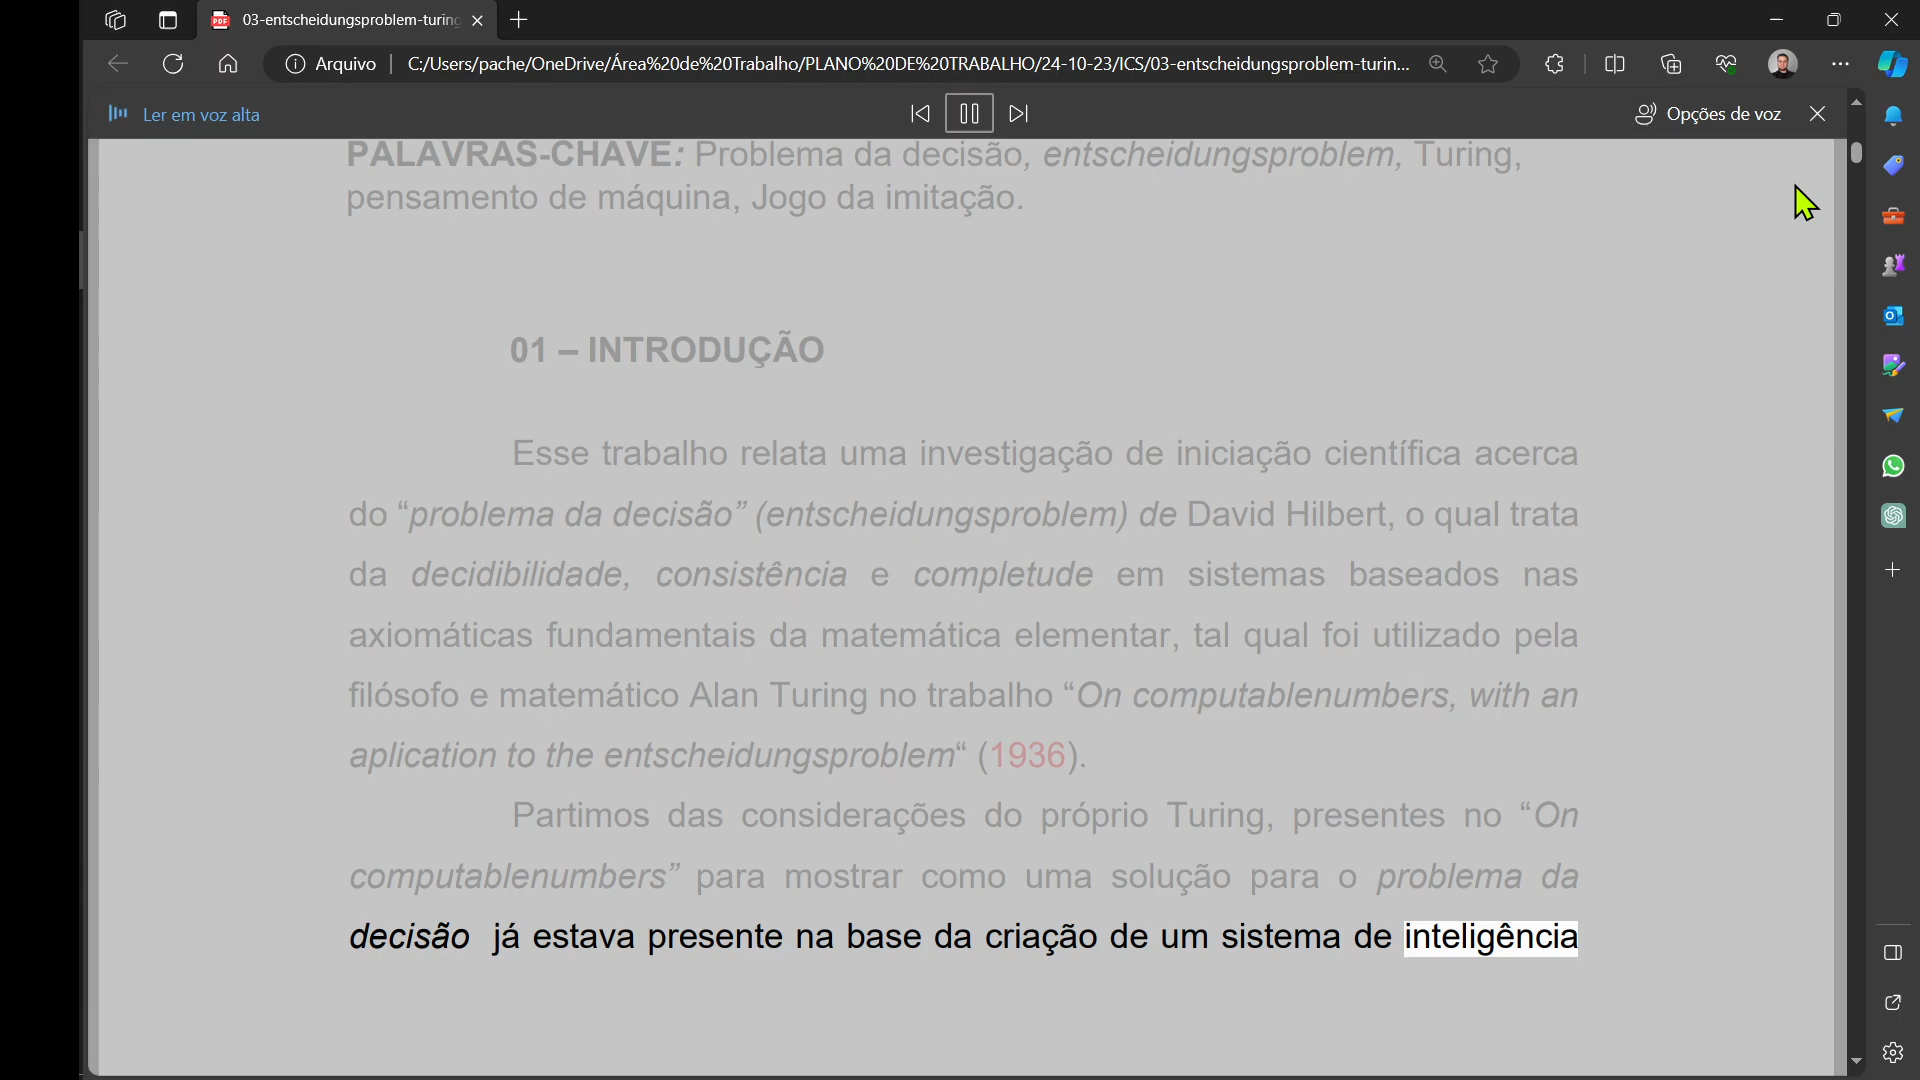 03-entscheidungsproblem-turing
Arquivo
C:/Users/pache/OneDrive/Área%20de%20Trabalho/PLANO%20DE%20TRABALHO/24-10-23/ICS/03-entscheidungsproblem-turin...
Ler em voz alta
Opções de voz
PALAVRAS-CHAVE: Problema da decisão, entscheidungsproblem, Turing,
pensamento de máquina, Jogo da imitação.
01 – INTRODUÇÃO
Esse trabalho relata uma investigação de iniciação científica acerca
do “problema da decisão” (entscheidungsproblem) de David Hilbert, o qual trata
da decidibilidade, consistência e completude em sistemas baseados nas
axiomáticas fundamentais da matemática elementar, tal qual foi utilizado pela
filósofo e matemático Alan Turing no trabalho “On computablenumbers, with an
aplication to the entscheidungsproblem“ (1936).
Partimos das considerações do próprio Turing, presentes no “On
computablenumbers” para mostrar como uma solução para o problema da
decisão já estava presente na base da criação de um sistema de inteligência